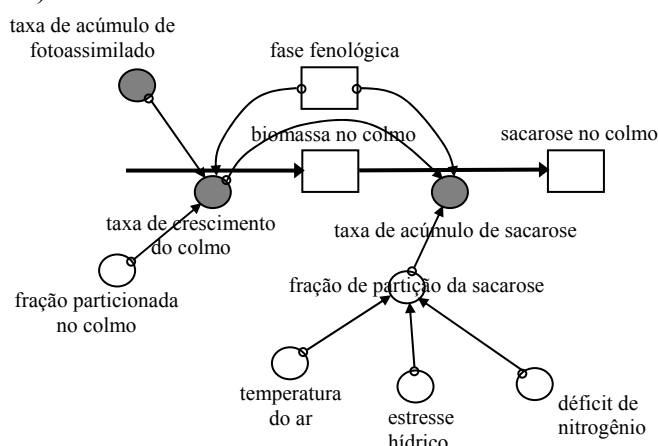 taxa de acúmulo de
fotoassimilado
fase fenológica
biomassa no colmo
sacarose no colmo
taxa de crescimento
do colmo
taxa de acúmulo de sacarose
fração particionada
no colmo
fração de partição da sacarose
temperatura
do ar
estresse
hídrico
déficit de
nitrogênio